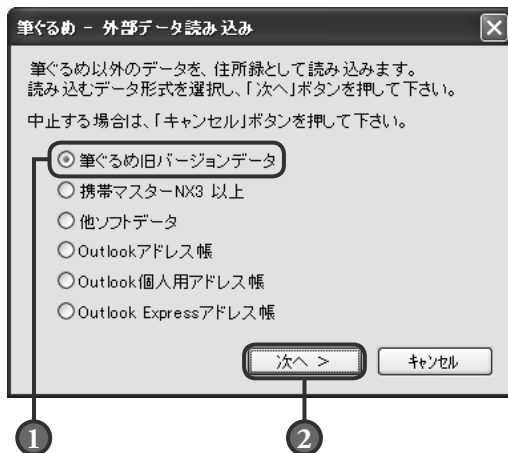 筆ぐるめ - 外部データ読み込み
筆ぐるめ以外のデータを、住所録として読み込みます。
読み込むデータ形式を選択し、「次へ」ボタンを押して下さい。
中止する場合は、「キャンセル」ボタンを押して下さい。
筆ぐるめ旧バージョンデータ
携帯マスターNX3 以上
他ソフトデータ
Outlookアドレス帳
Outlook個人用アドレス帳
Outlook Expressアドレス帳
次へ >
キャンセル
1
2